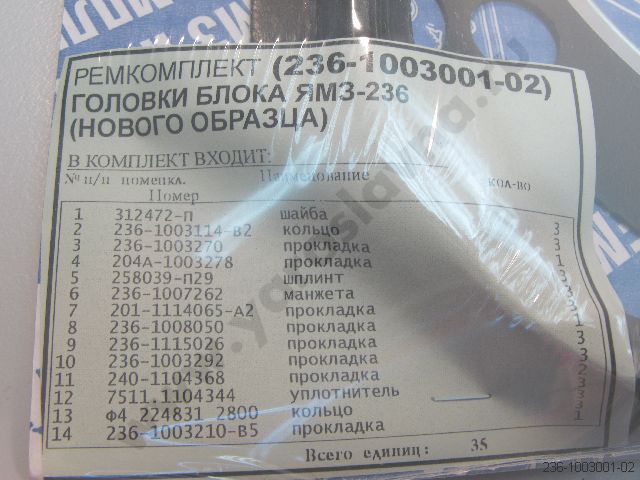 РЕМКОМПЛЕКТ (236-1003001-02)
ГОЛОВКИ БЛОКА ЯМЗ-236
(НОВОГО ОБРАЗЦА)
В КОМПЛЕКТ ВХОДИТ:
№п/п номенкл. Наименование КОЛ-ВО
Номер
1 312472-П шайба
2 236-1003114-В2 кольцо
3 236-1003270 прокладка
4 204А-1003278 прокладка
5 258039-П29 шплинт
6 236-1007262 манжета
7 201-1114065-А2 прокладка
8 236-1008050 прокладка
9 236-1115026 прокладка
10 236-1003292 прокладка
11 240-1104368 прокладка
12 7511.1104344 уплотнитель
13 Ф4 224831 2800 кольцо
14 236-1003210-В5 прокладка
Всего единиц: 35
236-1003001-02